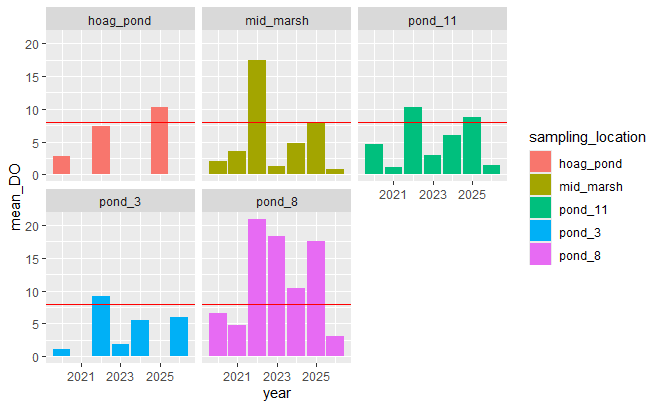 hoag_pond mid_marsh pond_11
20
15
10
5
0
2021 2023 2025
pond_3 pond_8
20
15
10
5
0
2021 2023 2025 2021 2023 2025
year
mean_DO
sampling_location
hoag_pond
mid_marsh
pond_11
pond_3
pond_8